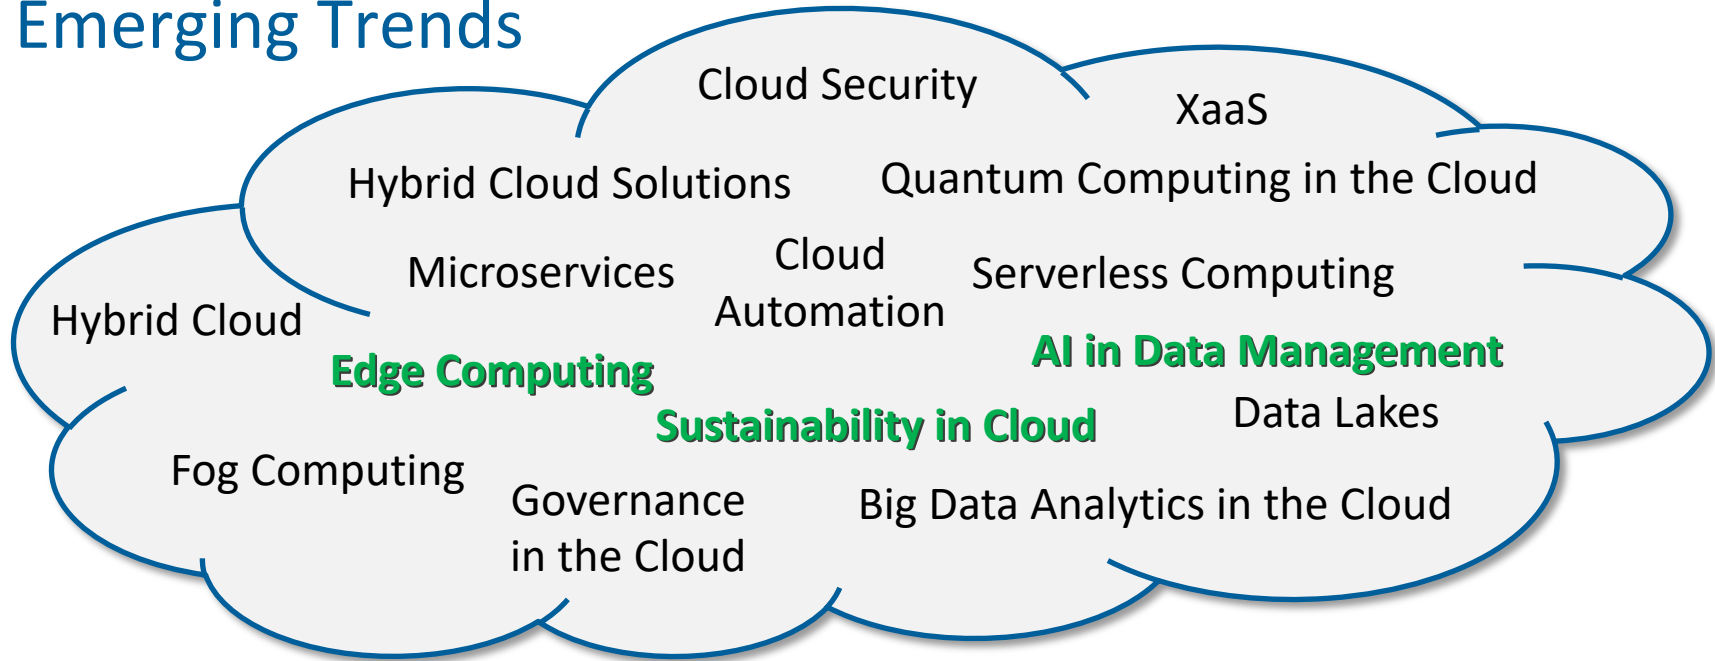 Emerging Trends
Cloud Security
XaaS
Hybrid Cloud Solutions
Quantum Computing in the Cloud
Microservices
Cloud
Automation
Serverless Computing
Hybrid Cloud
Edge Computing
AI in Data Management
Sustainability in Cloud
Data Lakes
Fog Computing
Governance
in the Cloud
Big Data Analytics in the Cloud